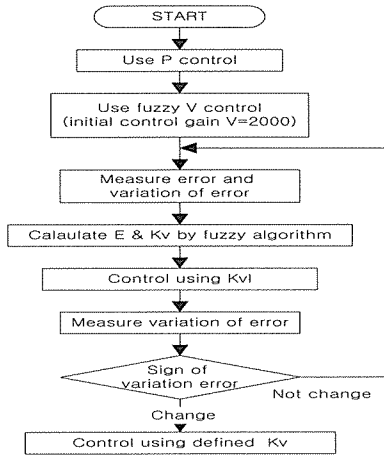 START
Use P control
Use fuzzy V control
(initial control gain V=2000)
Measure error and
variation of error
Calaulate E & Kv by fuzzy algorithm
Control using Kvl
Measure variation of error
Sign of
variation error
Not change
Change
Control using defined Kv